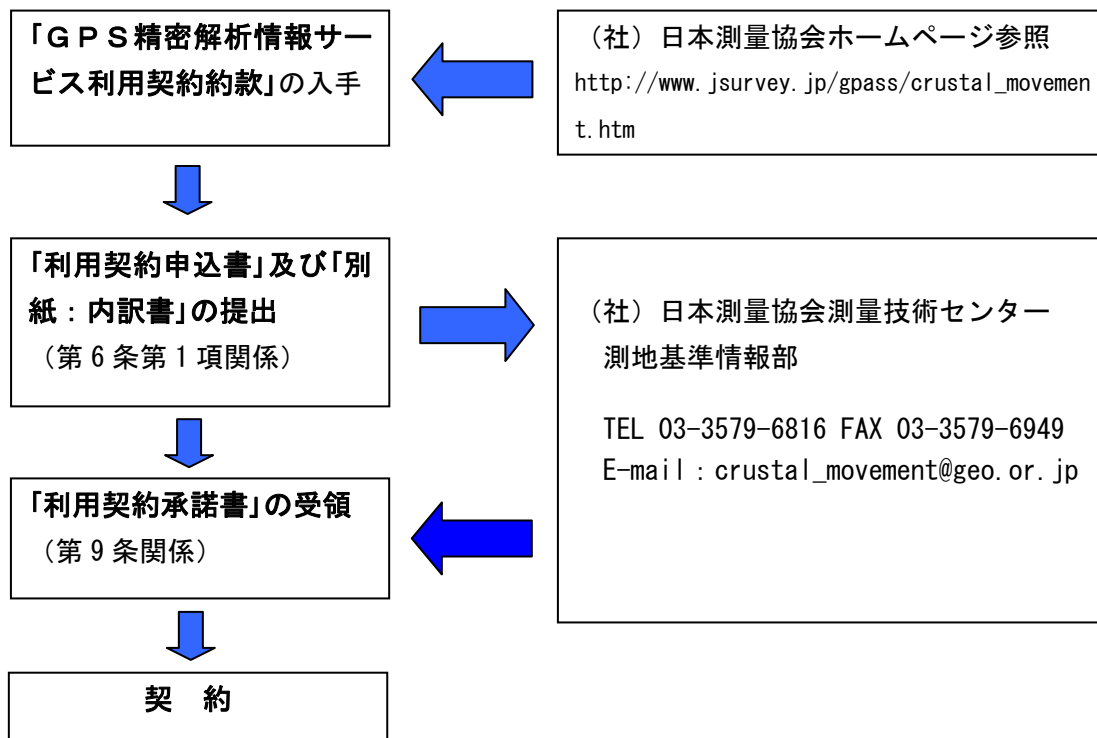 「ＧＰＳ精密解析情報サー
ビス利用契約約款」の入手
（社）日本測量協会ホームページ参照
http://www.jsurvey.jp/gpass/crustal_movemen
t.htm
「利用契約申込書」及び「別
紙：内訳書」の提出
（第６条第１項関係）
（社）日本測量協会測量技術センター
測地基準情報部
TEL 03-3579-6816 FAX 03-3579-6949
E-mail：crustal_movement@geo.or.jp
「利用契約承諾書」の受領
（第９条関係）
契　約